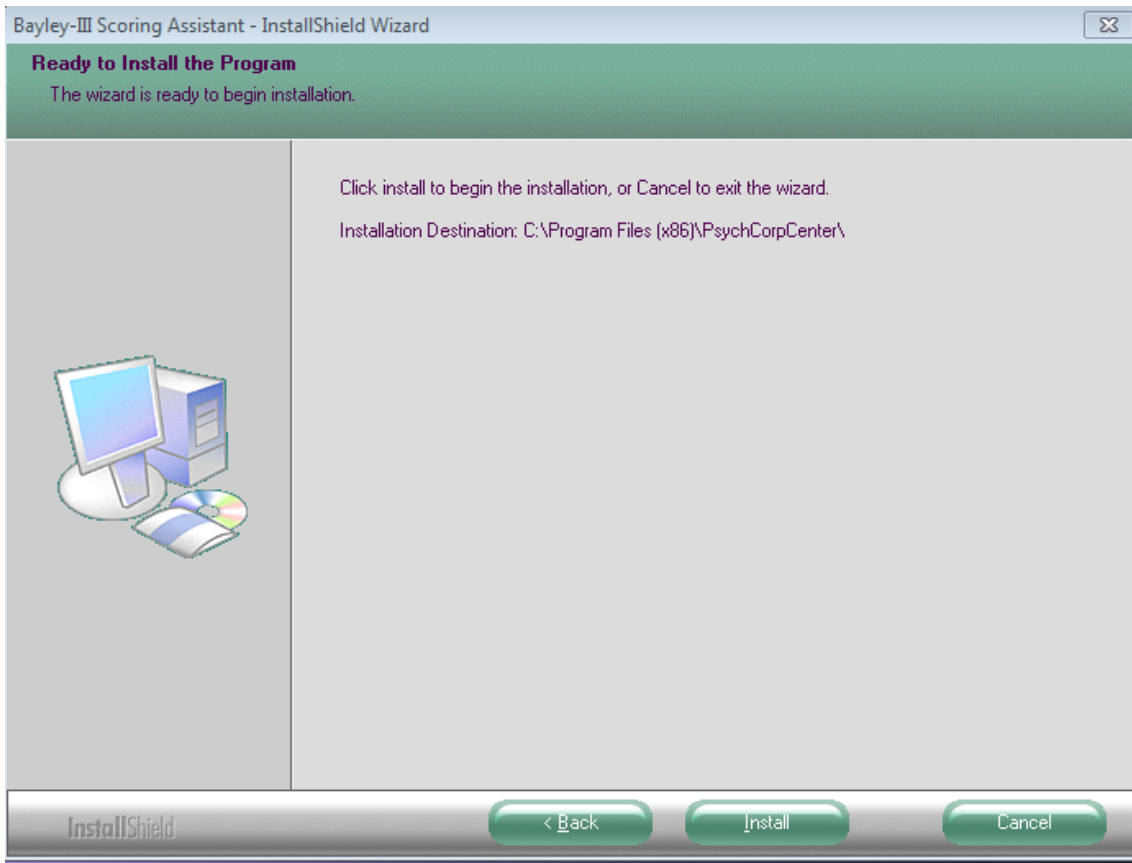 Bayley-III Scoring Assistant - InstallShield Wizard
Ready to Install the Program
The wizard is ready to begin installation.
Click install to begin the installation, or Cancel to exit the wizard.
Installation Destination: C:\Program Files (x86)\PsychCorpCenter\
InstallShield
< Back
Install
Cancel